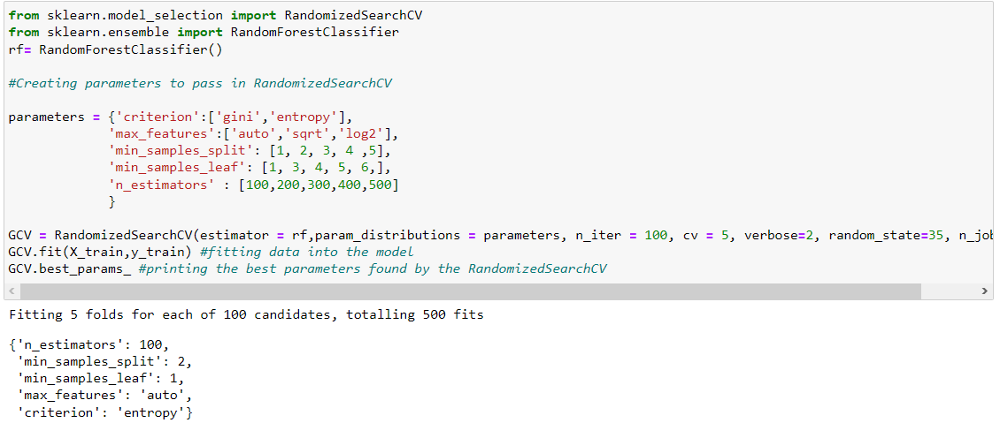 from sklearn.model_selection import RandomizedSearchCV
from sklearn.ensemble import RandomForestClassifier
rf= RandomForestClassifier()
#Creating parameters to pass in RandomizedSearchCV
parameters = {'criterion':['gini','entropy'],
'max_features':['auto','sqrt','log2'],
'min_samples_split': [1, 2, 3, 4 ,5],
'min_samples_leaf': [1, 3, 4, 5, 6,],
'n_estimators' : [100,200,300,400,500]
}
GCV = RandomizedSearchCV(estimator = rf,param_distributions = parameters, n_iter = 100, cv = 5, verbose=2, random_state=35, n_job
GCV.fit(X_train,y_train) #fitting data into the model
GCV.best_params_ #printing the best parameters found by the RandomizedSearchCV
Fitting 5 folds for each of 100 candidates, totalling 500 fits
{'n_estimators': 100,
'min_samples_split': 2,
'min_samples_leaf': 1,
'max_features': 'auto',
'criterion': 'entropy'}